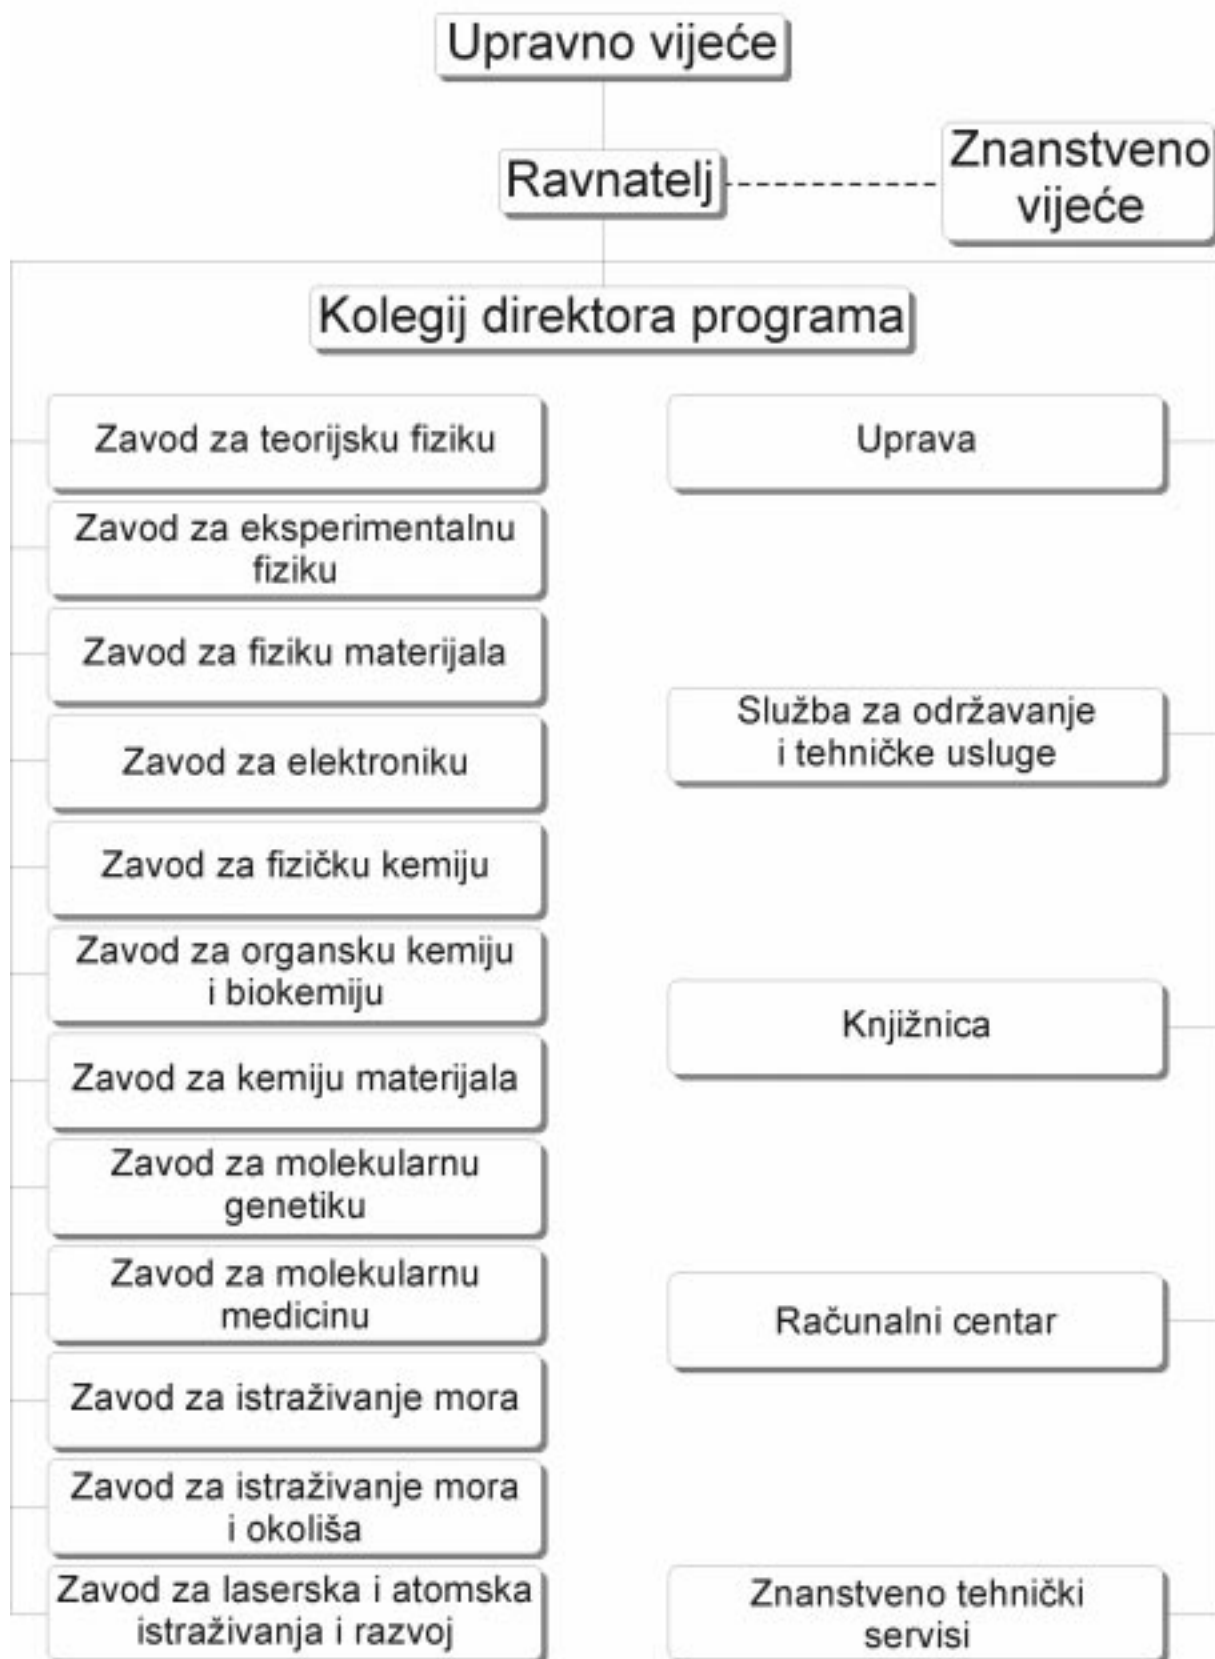 Upravno vijeće
Ravnatelj
Znanstveno
vijeće
Kolegij direktora programa
Zavod za teorijsku fiziku
Zavod za eksperimentalnu
fiziku
Zavod za fiziku materijala
Zavod za elektroniku
Zavod za fizičku kemiju
Zavod za organsku kemiju
i biokemiju
Zavod za kemiju materijala
Zavod za molekularnu
genetiku
Zavod za molekularnu
medicinu
Zavod za istraživanje mora
Zavod za istraživanje mora
i okoliša
Zavod za laserska i atomska
istraživanja i razvoj
Uprava
Služba za održavanje
i tehničke usluge
Knjižnica
Računalni centar
Znanstveno tehnički
servisi